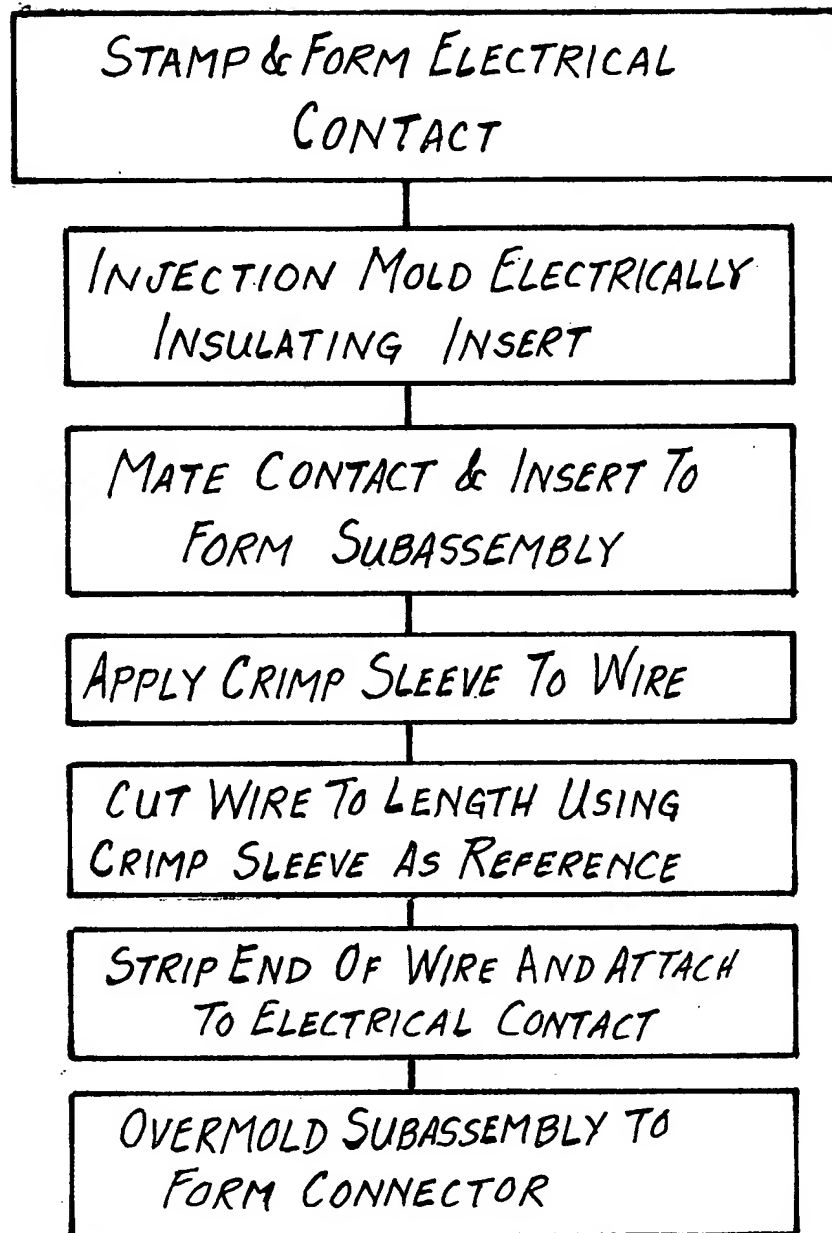 STAMP & FORM ELECTRICAL
CONTACT
INJECTION MOLD ELECTRICALLY
INSULATING INSERT
MATE CONTACT & INSERT TO
FORM SUBASSEMBLY
APPLY CRIMP SLEEVE TO WIRE
CUT WIRE TO LENGTH USING
CRIMP SLEEVE AS REFERENCE
STRIP END OF WIRE AND ATTACH
TO ELECTRICAL CONTACT
OVERMOLD SUBASSEMBLY TO
FORM CONNECTOR